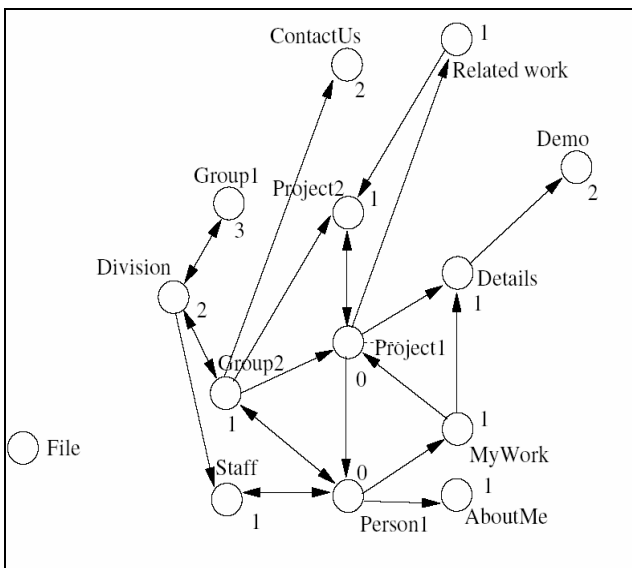 ContactUs
2
1
Related work
Demo
2
Group1
3
Project2
1
Division
2
Details
1
Group2
1
Project1
0
1
MyWork
File
Staff
1
0
Person1
1
AboutMe